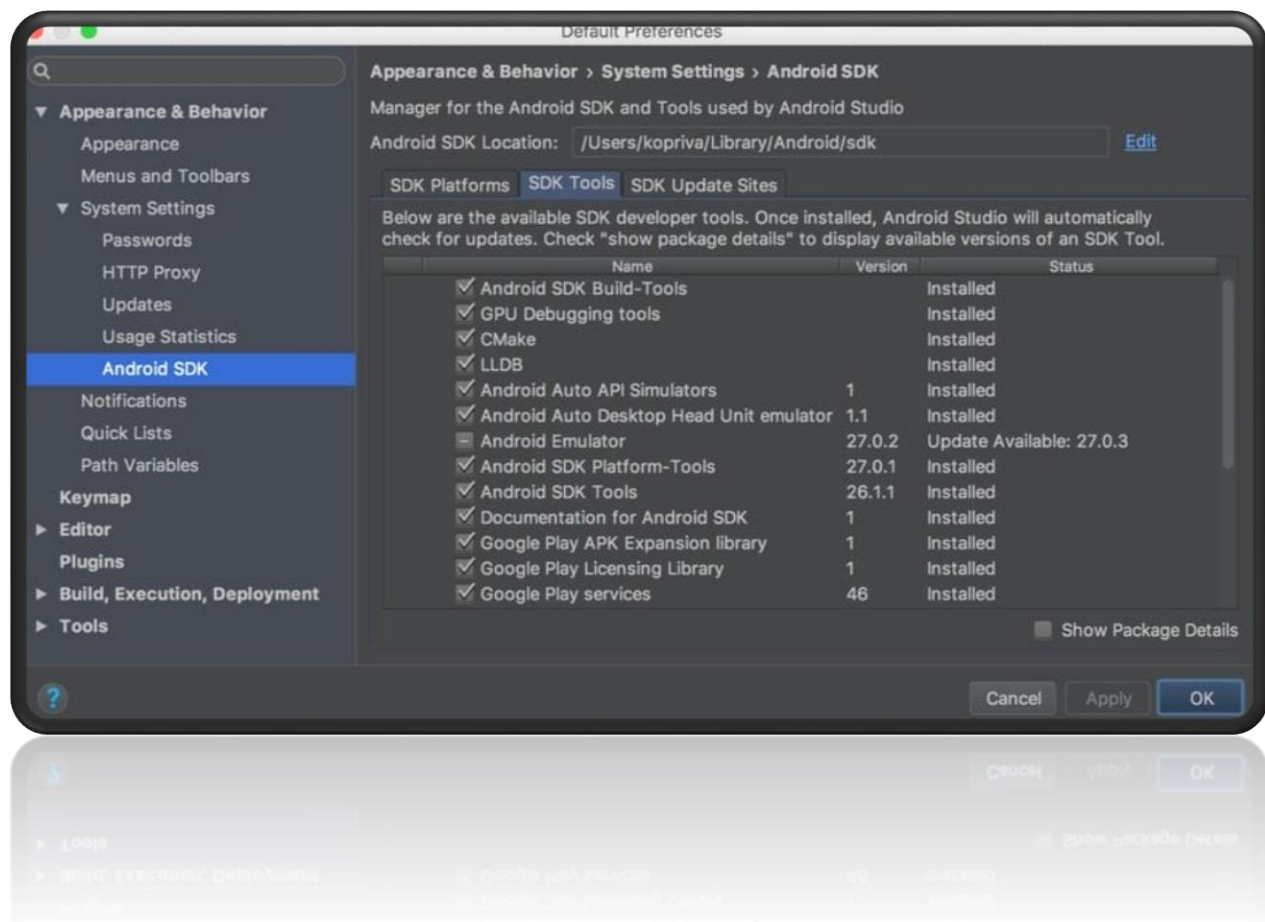 Default Preferences
Appearance & Behavior
Appearance
Menus and Toolbars
System Settings
Passwords
HTTP Proxy
Updates
Usage Statistics
Android SDK
Notifications
Quick Lists
Path Variables
Keymap
Editor
Plugins
Build, Execution, Deployment
Tools
Appearance & Behavior › System Settings › Android SDK
Manager for the Android SDK and Tools used by Android Studio
Android SDK Location: /Users/kopriva/Library/Android/sdk Edit
SDK Platforms SDK Tools SDK Update Sites
Below are the available SDK developer tools. Once installed, Android Studio will automatically
check for updates. Check "show package details" to display available versions of an SDK Tool.
Name Version Status
Android SDK Build-Tools Installed
GPU Debugging tools Installed
CMake Installed
LLDB Installed
Android Auto API Simulators 1 Installed
Android Auto Desktop Head Unit emulator 1.1 Installed
Android Emulator 27.0.2 Update Available: 27.0.3
Android SDK Platform-Tools 27.0.1 Installed
Android SDK Tools 26.1.1 Installed
Documentation for Android SDK 1 Installed
Google Play APK Expansion library 1 Installed
Google Play Licensing Library 1 Installed
Google Play services 46 Installed
Show Package Details
? Cancel Apply OK